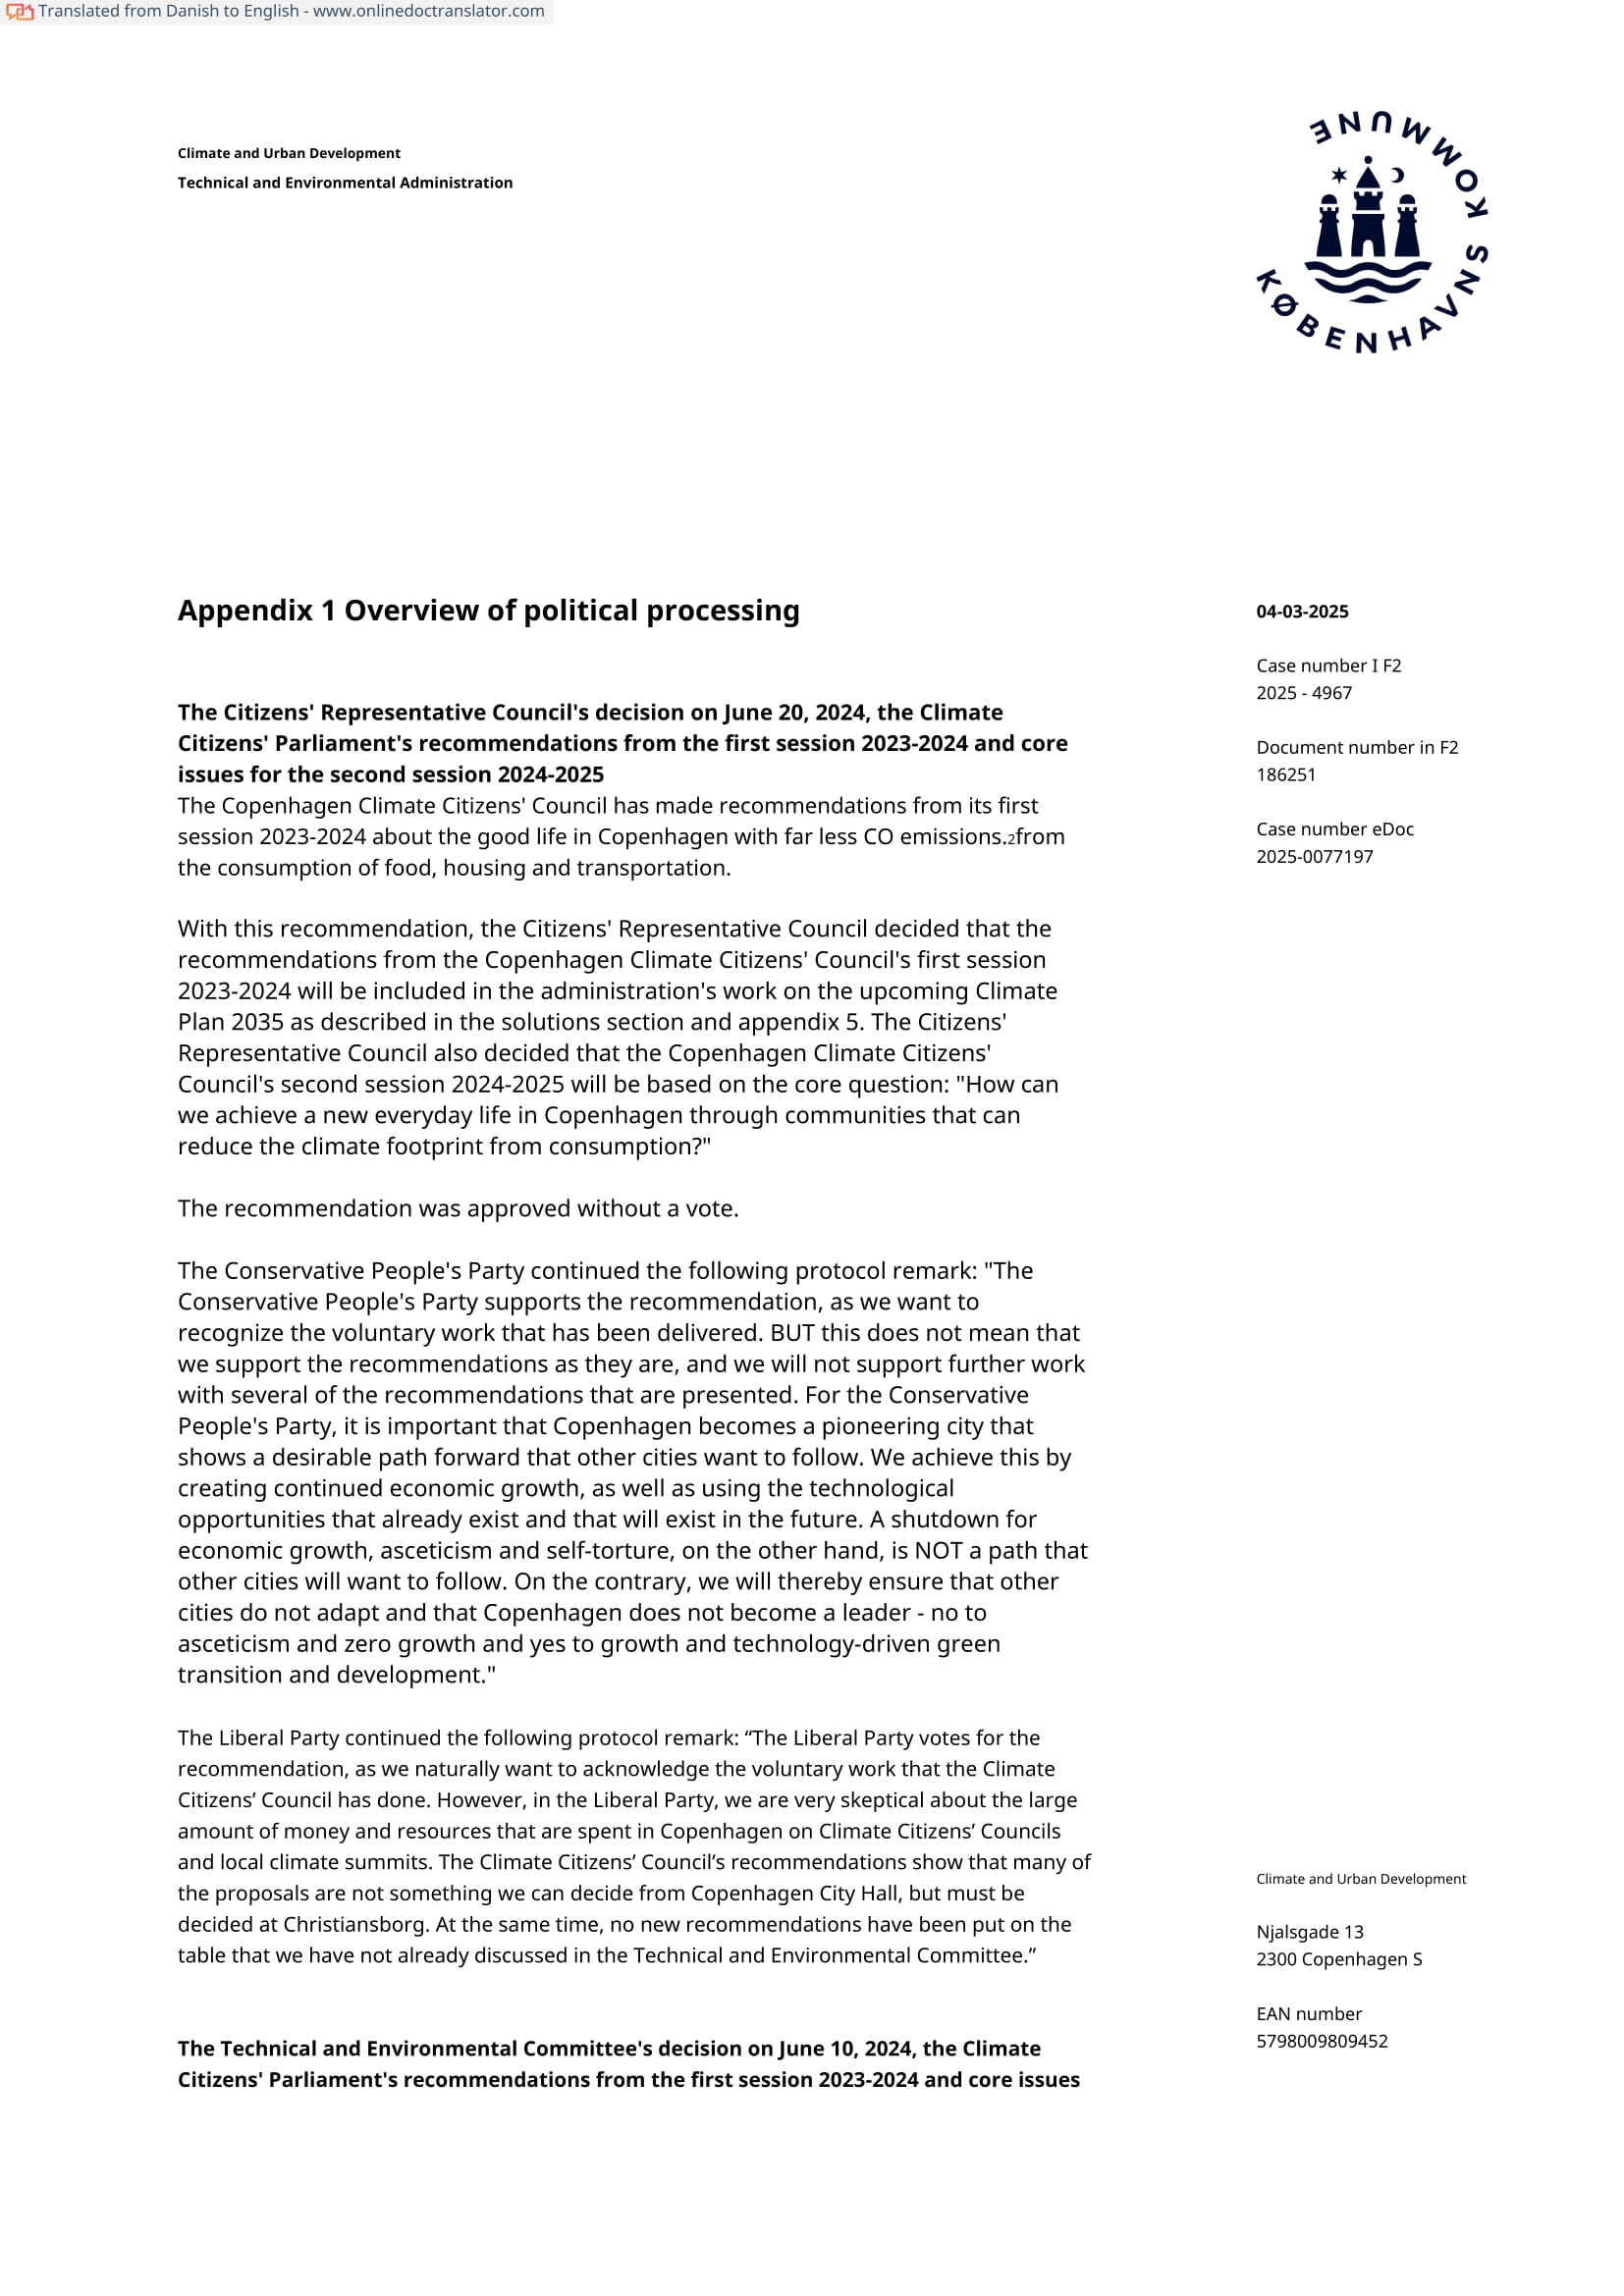 Translated from Danish to English - www.onlinedoctranslator.com
Climate and Urban Development
Technical and Environmental Administration
KØBENHAVNS KOMMUNE
Appendix 1 Overview of political processing
The Citizens' Representative Council's decision on June 20, 2024, the Climate
Citizens' Parliament's recommendations from the first session 2023-2024 and core
issues for the second session 2024-2025
The Copenhagen Climate Citizens' Council has made recommendations from its first
session 2023-2024 about the good life in Copenhagen with far less CO emissions.2from
the consumption of food, housing and transportation.
With this recommendation, the Citizens' Representative Council decided that the
recommendations from the Copenhagen Climate Citizens' Council's first session
2023-2024 will be included in the administration's work on the upcoming Climate
Plan 2035 as described in the solutions section and appendix 5. The Citizens'
Representative Council also decided that the Copenhagen Climate Citizens'
Council's second session 2024-2025 will be based on the core question: "How can
we achieve a new everyday life in Copenhagen through communities that can
reduce the climate footprint from consumption?"
The recommendation was approved without a vote.
The Conservative People's Party continued the following protocol remark: "The
Conservative People's Party supports the recommendation, as we want to
recognize the voluntary work that has been delivered. BUT this does not mean that
we support the recommendations as they are, and we will not support further work
with several of the recommendations that are presented. For the Conservative
People's Party, it is important that Copenhagen becomes a pioneering city that
shows a desirable path forward that other cities want to follow. We achieve this by
creating continued economic growth, as well as using the technological
opportunities that already exist and that will exist in the future. A shutdown for
economic growth, asceticism and self-torture, on the other hand, is NOT a path that
other cities will want to follow. On the contrary, we will thereby ensure that other
cities do not adapt and that Copenhagen does not become a leader - no to
asceticism and zero growth and yes to growth and technology-driven green
transition and development."
The Liberal Party continued the following protocol remark: “The Liberal Party votes for the
recommendation, as we naturally want to acknowledge the voluntary work that the Climate
Citizens’ Council has done. However, in the Liberal Party, we are very skeptical about the large
amount of money and resources that are spent in Copenhagen on Climate Citizens’ Councils
and local climate summits. The Climate Citizens’ Council’s recommendations show that many of
the proposals are not something we can decide from Copenhagen City Hall, but must be
decided at Christiansborg. At the same time, no new recommendations have been put on the
table that we have not already discussed in the Technical and Environmental Committee.”
The Technical and Environmental Committee's decision on June 10, 2024, the Climate
Citizens' Parliament's recommendations from the first session 2023-2024 and core issues
04-03-2025
Case number I F2
2025 - 4967
Document number in F2
186251
Case number eDoc
2025-0077197
Climate and Urban Development
Njalsgade 13
2300 Copenhagen S
EAN number
5798009809452